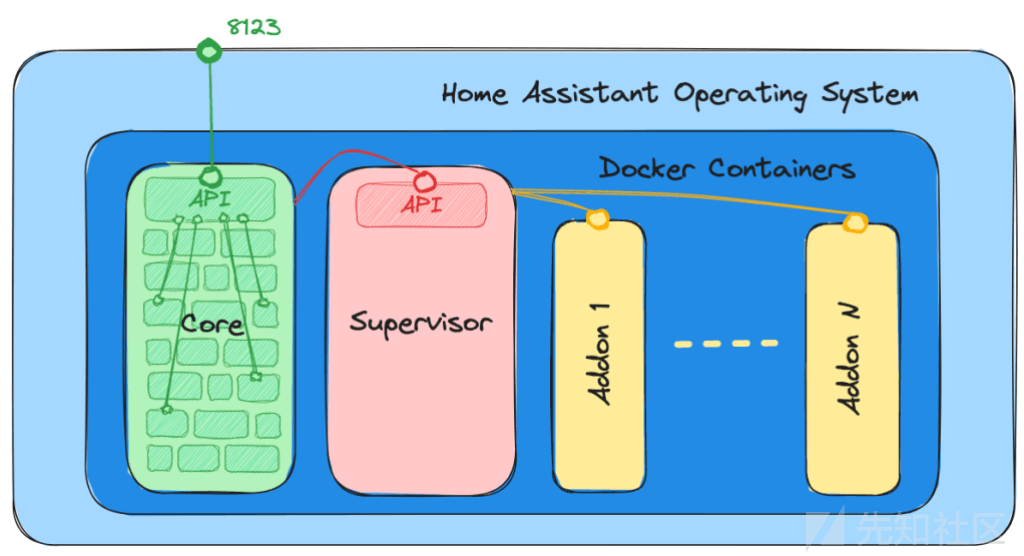 8123
Home Assistant Operating System
Docker Containers
API
API
Core
Supervisor
Addon 1
Addon N
先知社区